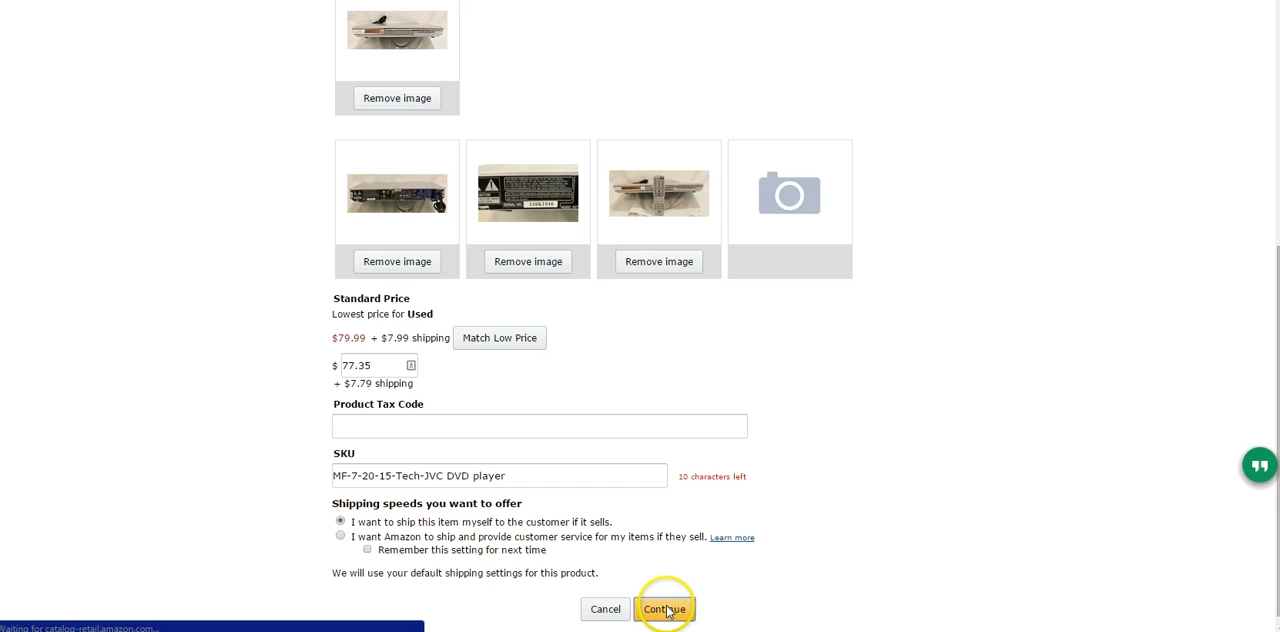 Remove image
Remove image Remove image Remove image
Standard Price
Lowest price for Used
$79.99 + $7.99 shipping Match Low Price
$ 77.35
+ $7.79 shipping
Product Tax Code
SKU
MF-7-20-15-Tech-JVC DVD player 10 characters left
Shipping speeds you want to offer
I want to ship this item myself to the customer if it sells.
I want Amazon to ship and provide customer service for my items if they sell. Learn more
Remember this setting for next time
We will use your default shipping settings for this product.
Cancel Continue
Waiting for catalog-retail.amazon.com...